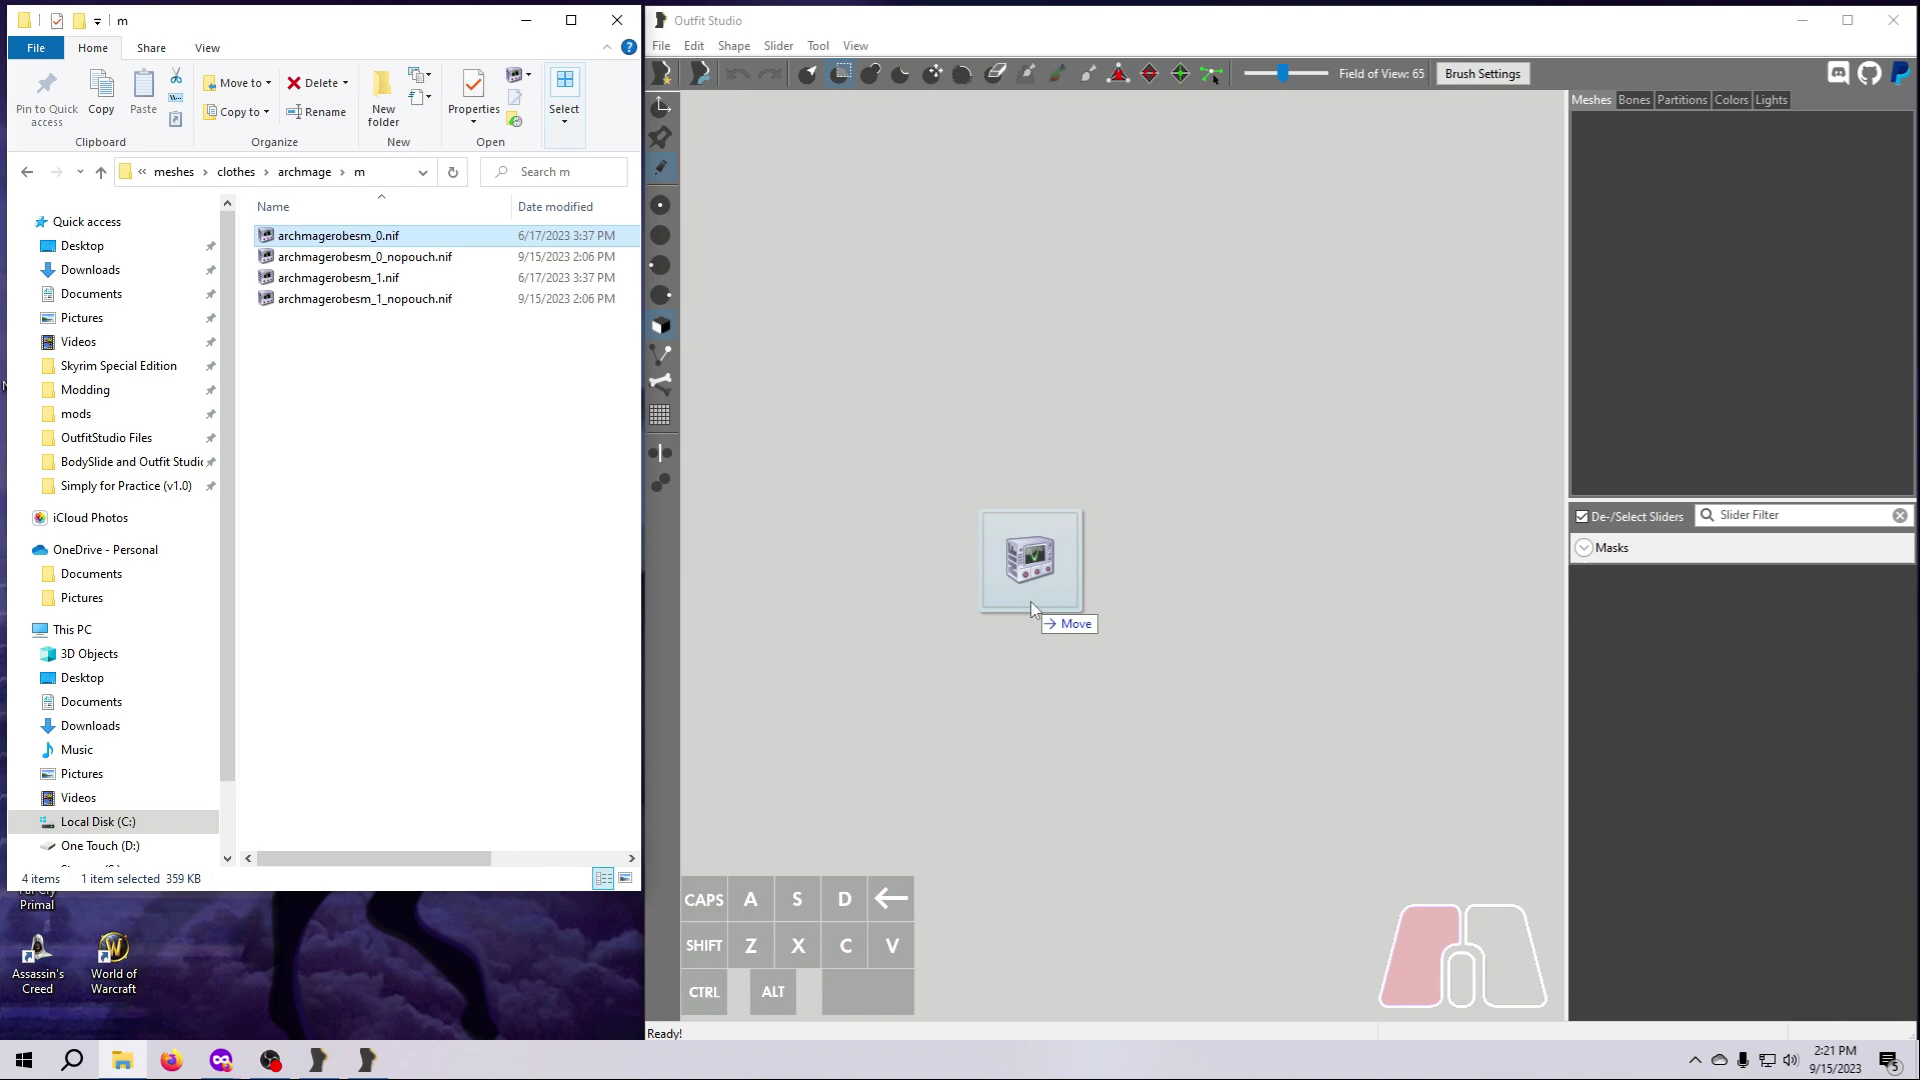 m
File
Home
Share
View
Pin to Quick access
Copy
Paste
Move to
Copy to
Delete
Rename
New folder
Properties
Select
Clipboard
Organize
New
Open
« meshes › clothes › archmage › m
Search m
Name
Date modified
archmagerobesm_0.nif 6/17/2023 3:37 PM
archmagerobesm_0_nopouch.nif 9/15/2023 2:06 PM
archmagerobesm_1.nif 6/17/2023 3:37 PM
archmagerobesm_1_nopouch.nif 9/15/2023 2:06 PM
Quick access
Desktop
Downloads
Documents
Pictures
Videos
Skyrim Special Edition
Modding
mods
OutfitStudio Files
BodySlide and Outfit Studio
Simply for Practice (v1.0)
iCloud Photos
OneDrive - Personal
Documents
Pictures
This PC
3D Objects
Desktop
Documents
Downloads
Music
Pictures
Videos
Local Disk (C:)
One Touch (D:)
4 items 1 item selected 359 KB
Primal
Assassin's Creed
World of Warcraft
Outfit Studio
File Edit Shape Slider Tool View
Field of View: 65
Brush Settings
Meshes Bones Partitions Colors Lights
De-/Select Sliders
Slider Filter
Masks
Move
CAPS A S D
SHIFT Z X C V
CTRL ALT
Ready!
2:21 PM
9/15/2023
5